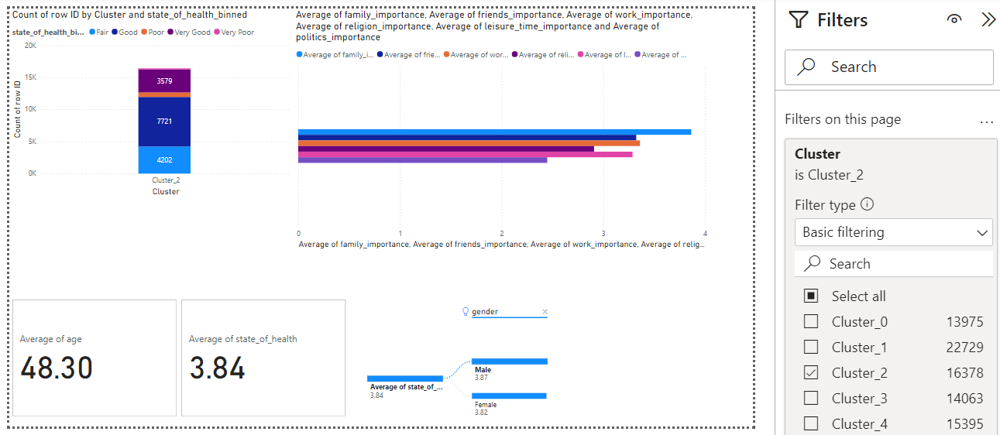 Count of row ID by Cluster and state_of_health_binned
state_of_health_bi... Fair Good Poor Very Good Very Poor
20K
15K
10K
5K
0K
Count of row ID
3579
7721
4202
Cluster_2
Cluster
Average of family_importance, Average of friends_importance, Average of work_importance,
Average of religion_importance, Average of leisure_time_importance and Average of
politics_importance
Average of family_i... Average of frie... Average of wor... Average of reli... Average of l... Average of ...
0 1 2 3 4
Average of family_importance, Average of friends_importance, Average of work_importance, Average of relig...
Average of age
48.30
Average of state_of_health
3.84
gender
Average of state_of_...
3.84
Male
3.87
Female
3.82
Filters
Search
Filters on this page
...
Cluster
is Cluster_2
Filter type
Basic filtering
Search
Select all
Cluster_0 13975
Cluster_1 22729
Cluster_2 16378
Cluster_3 14063
Cluster_4 15395